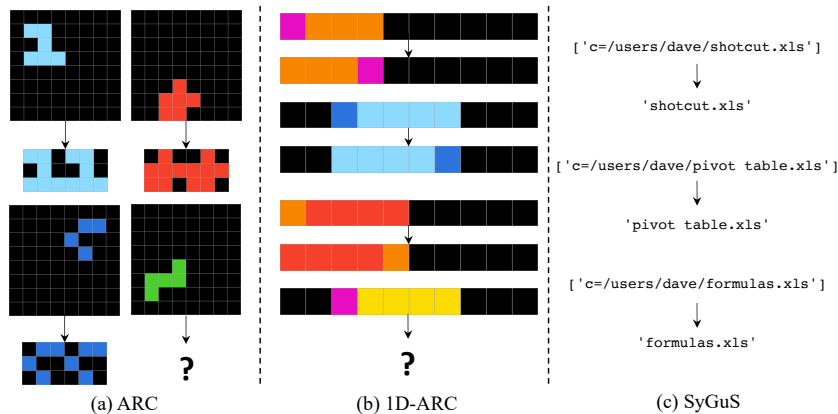 ['c=/users/dave/shotcut.xls']
'shotcut.xls'
['c=/users/dave/pivot table.xls']
'pivot table.xls'
['c=/users/dave/formulas.xls']
'formulas.xls'
?
?
(a) ARC
(b) 1D-ARC
(c) SyGuS